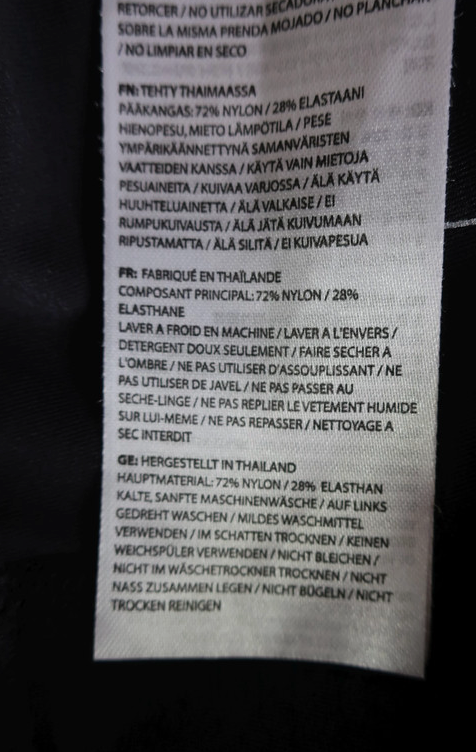 RETORCER / NO UTILIZAR SECADORA
SOBRE LA MISMA PRENDA MOJADO / NO PLANCHAR
/ NO LIMPIAR EN SECO
FN: TEHTY THAIMAASSA
PÄÄKANGAS: 72% NYLON / 28% ELASTAANI
HIENOPESU, MIETO LÄMPÖTILA / PESE
YMPÄRIKÄÄNNETTYNÄ SAMANVÄRISTEN
VAATTEIDEN KANSSA / KÄYTÄ VAIN MIETOJA
PESUAINEITA / KUIVAA VARJOSSA / ÄLÄ KÄYTÄ
HUUHTELUAINETTA / ÄLÄ VALKAISE / EI
RUMPUKUIVAUSTA / ÄLÄ JÄTÄ KUIVUMAAN
RIPUSTAMATTA / ÄLÄ SILITÄ / EI KUIVAPESUA
FR: FABRIQUÉ EN THAÏLANDE
COMPOSANT PRINCIPAL: 72% NYLON / 28%
ELASTHANE
LAVER A FROID EN MACHINE / LAVER A L'ENVERS /
DETERGENT DOUX SEULEMENT / FAIRE SECHER A
L'OMBRE / NE PAS UTILISER D'ASSOUPLISSANT / NE
PAS UTILISER DE JAVEL / NE PAS PASSER AU
SECHE-LINGE / NE PAS REPLIER LE VETEMENT HUMIDE
SUR LUI-MEME / NE PAS REPASSER / NETTOYAGE A
SEC INTERDIT
GE: HERGESTELLT IN THAILAND
HAUPTMATERIAL: 72% NYLON / 28% ELASTHAN
KALTE, SANFTE MASCHINENWÄSCHE / AUF LINKS
GEDREHT WASCHEN / MILDES WASCHMITTEL
VERWENDEN / IM SCHATTEN TROCKNEN / KEINEN
WEICHSPÜLER VERWENDEN / NICHT BLEICHEN /
NICHT IM WÄSCHETROCKNER TROCKNEN / NICHT
NASS ZUSAMMEN LEGEN / NICHT BÜGELN / NICHT
TROCKEN REINIGEN